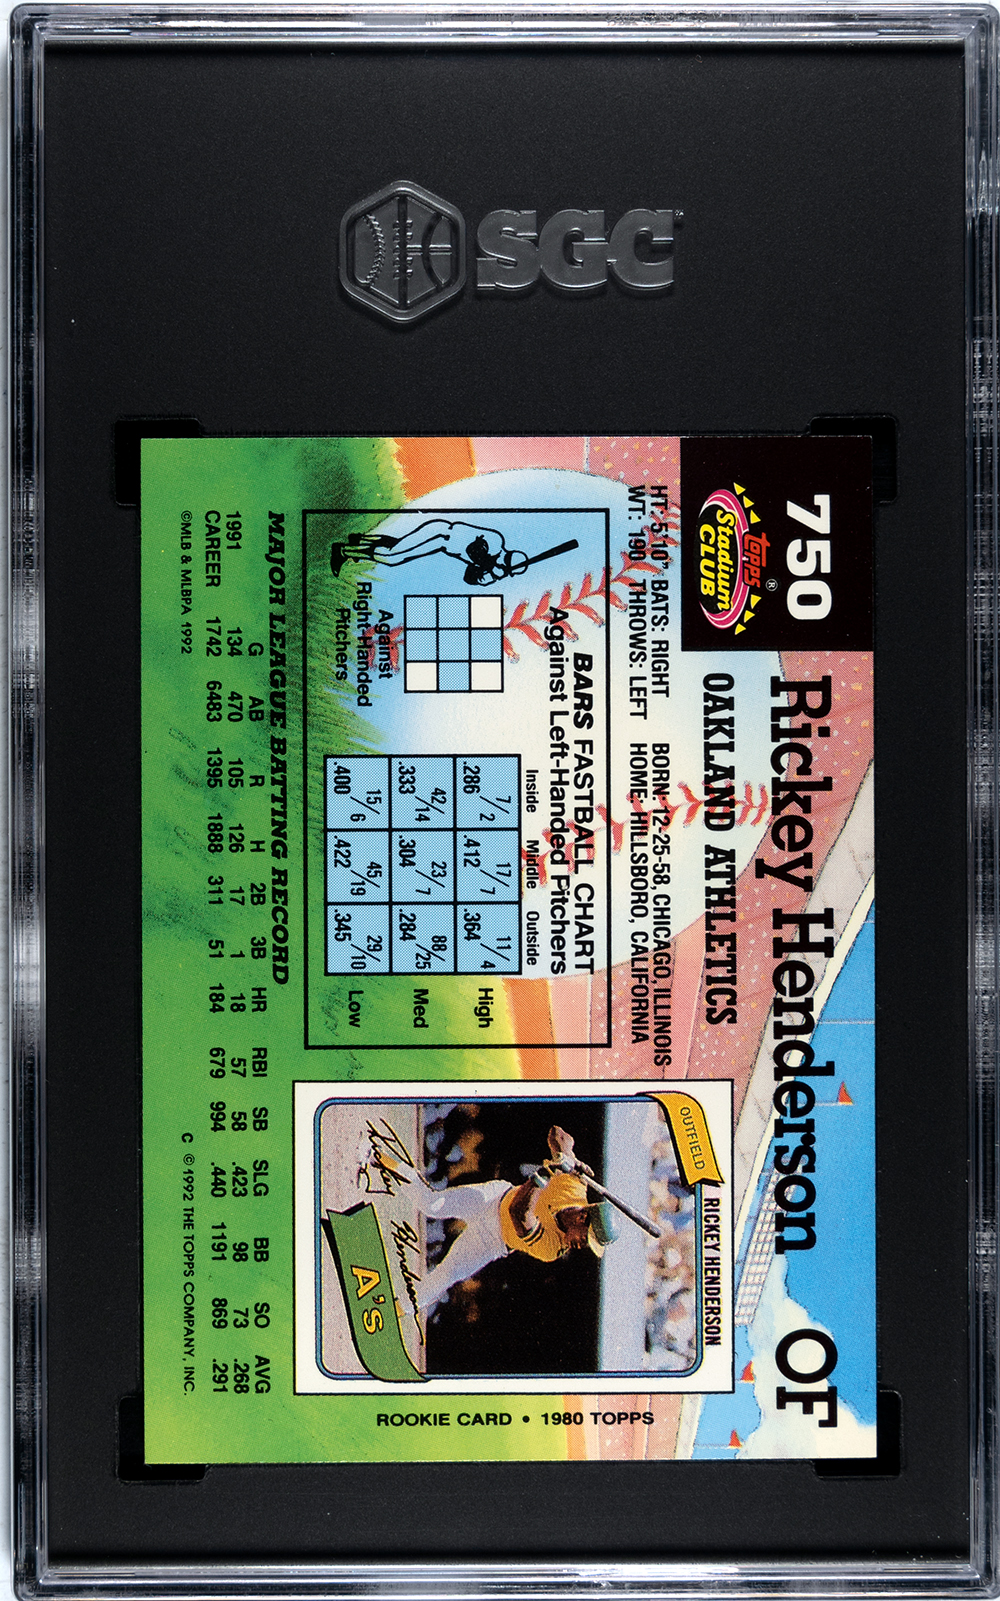 SGC
750
Rickey Henderson OF
topps®
Stadium
CLUB
OAKLAND ATHLETICS
HT: 5'10" BATS: RIGHT BORN: 12-25-58, CHICAGO, ILLINOIS
WT: 190 THROWS: LEFT HOME: HILLSBORO, CALIFORNIA
BARS FASTBALL CHART
Against Left-Handed Pitchers
Inside Middle Outside
7/2 17/7 11/4
.286 .412 .364 High
42/14 23/7 88/25
.333 .304 .284 Med
15/6 45/19 29/10
.400 .422 .345 Low
Against
Right-Handed
Pitchers
OUTFIELD
RICKEY HENDERSON
Rickey Henderson
A's
ROOKIE CARD • 1980 TOPPS
MAJOR LEAGUE BATTING RECORD
G AB R H 2B 3B HR RBI SB SLG BB SO AVG
1991 134 470 105 126 17 1 18 57 58 .423 98 73 .268
CAREER 1742 6483 1395 1888 311 51 184 679 994 .440 1191 869 .291
©MLB & MLBPA 1992 C ©1992 THE TOPPS COMPANY, INC.